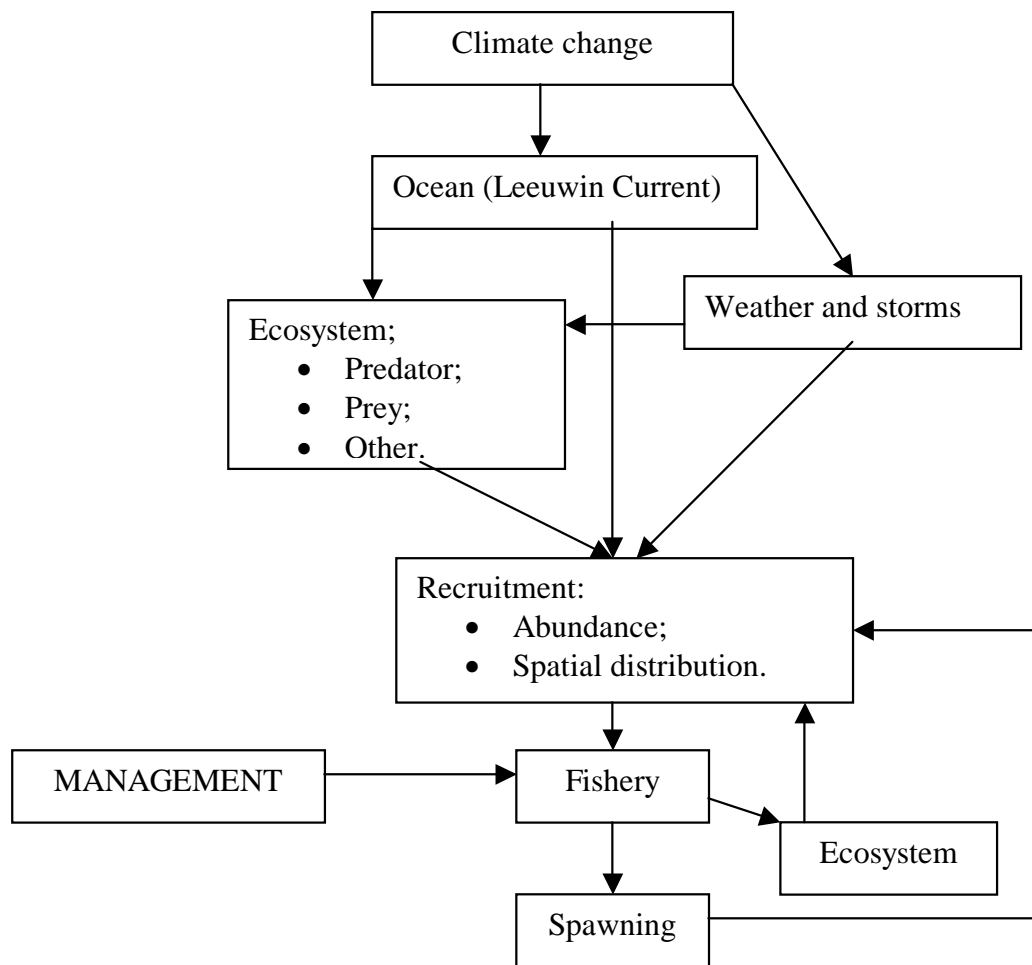 Climate change
Ocean (Leeuwin Current)
Weather and storms
Ecosystem;
• Predator;
• Prey;
• Other.
Recruitment:
• Abundance;
• Spatial distribution.
MANAGEMENT
Fishery
Ecosystem
Spawning